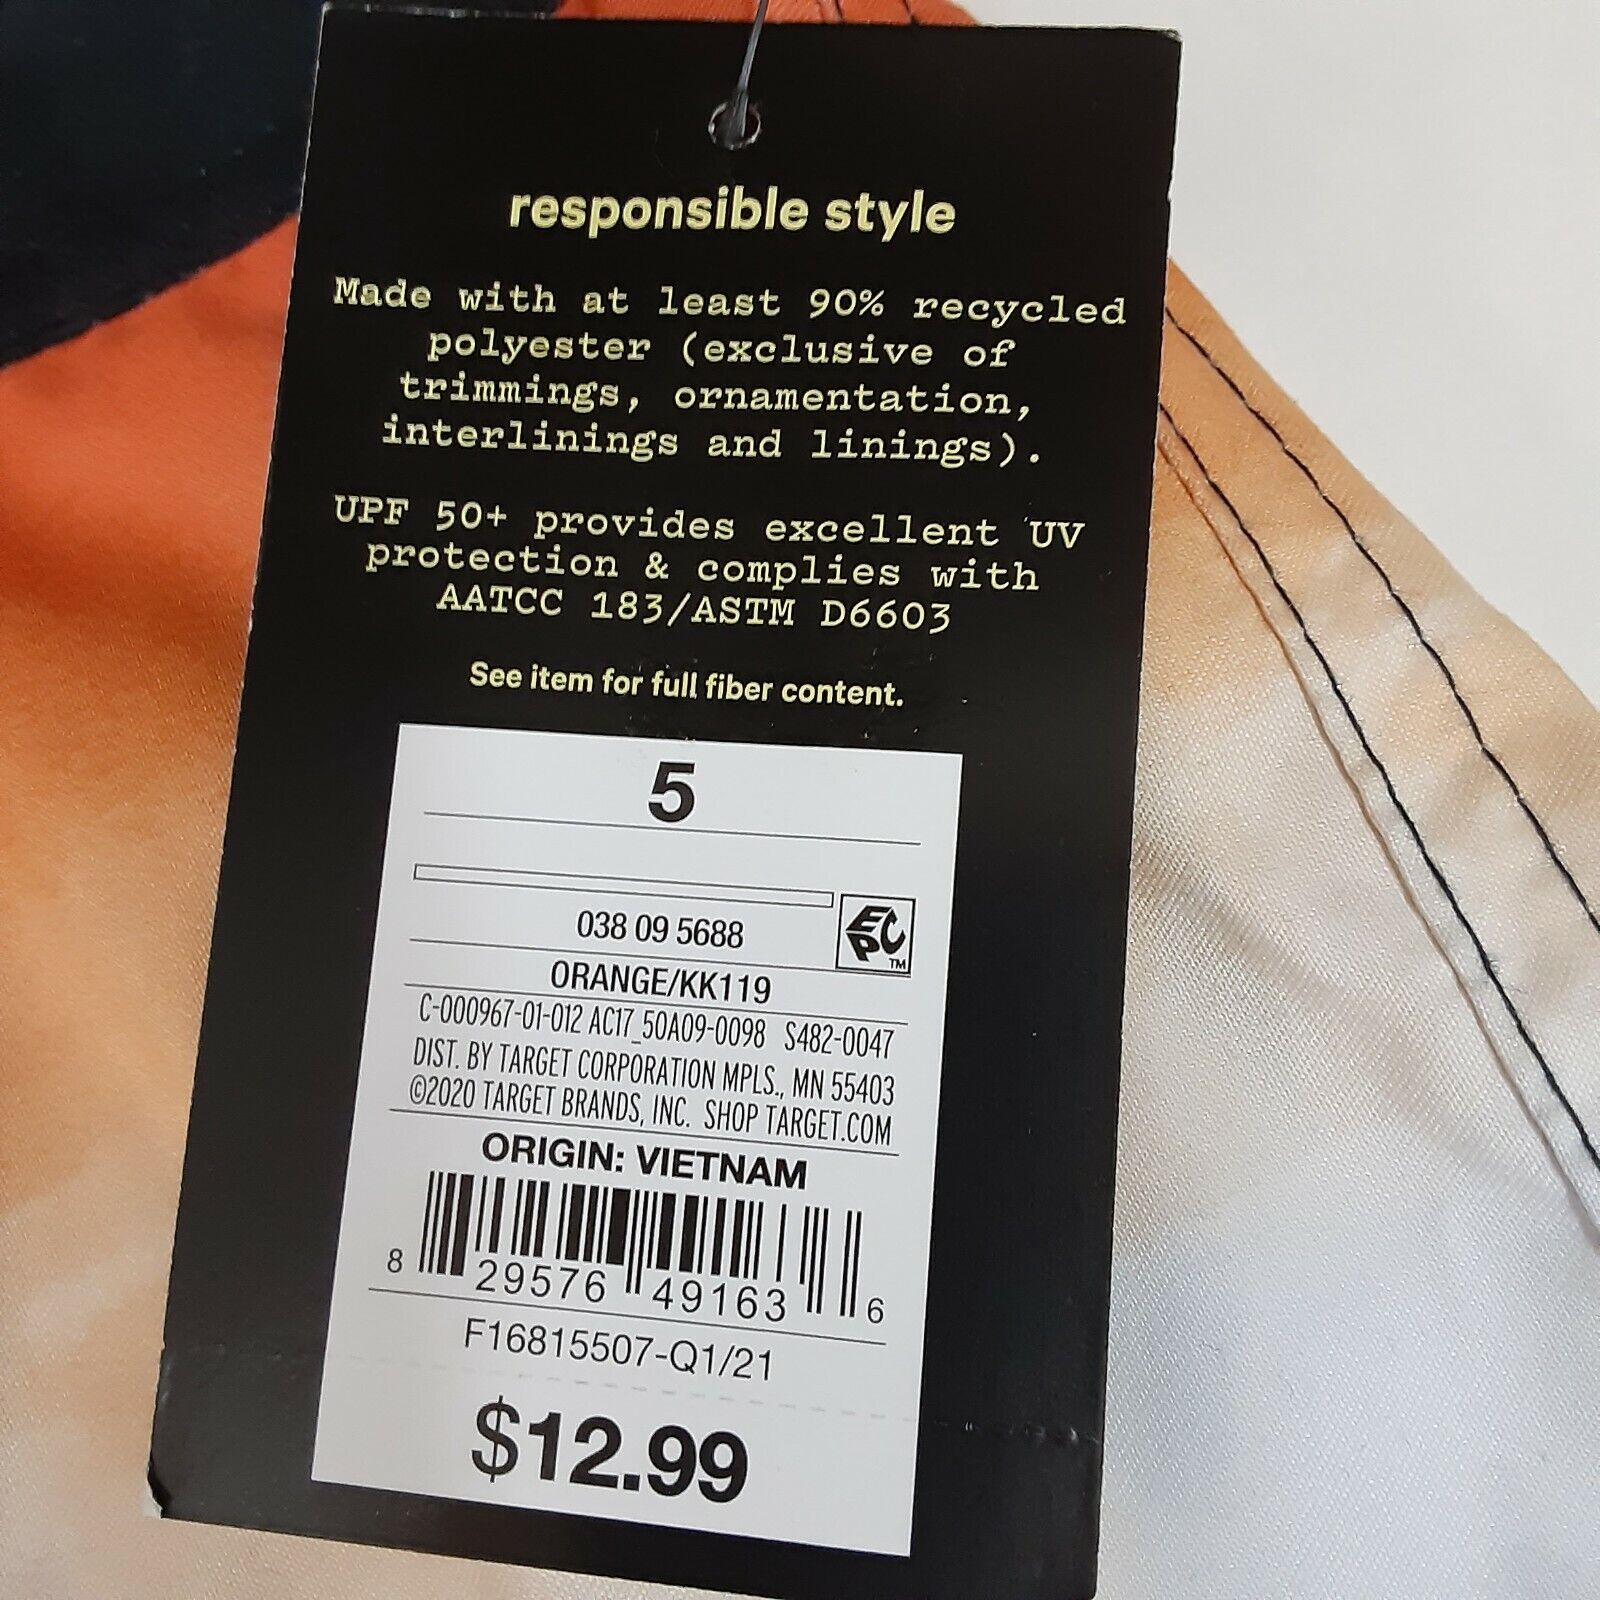 responsible style
Made with at least 90% recycled
polyester (exclusive of
trimmings, ornamentation,
interlinings and linings).
UPF 50+ provides excellent UV
protection & complies with
AATCC 183/ASTM D6603
See item for full fiber content.
5
038 09 5688
EPC™
ORANGE/KK119
C-000967-01-012 AC17_50A09-0098 S482-0047
DIST. BY TARGET CORPORATION MPLS., MN 55403
©2020 TARGET BRANDS, INC. SHOP TARGET.COM
ORIGIN: VIETNAM
8 29576 49163 6
F16815507-Q1/21
$12.99